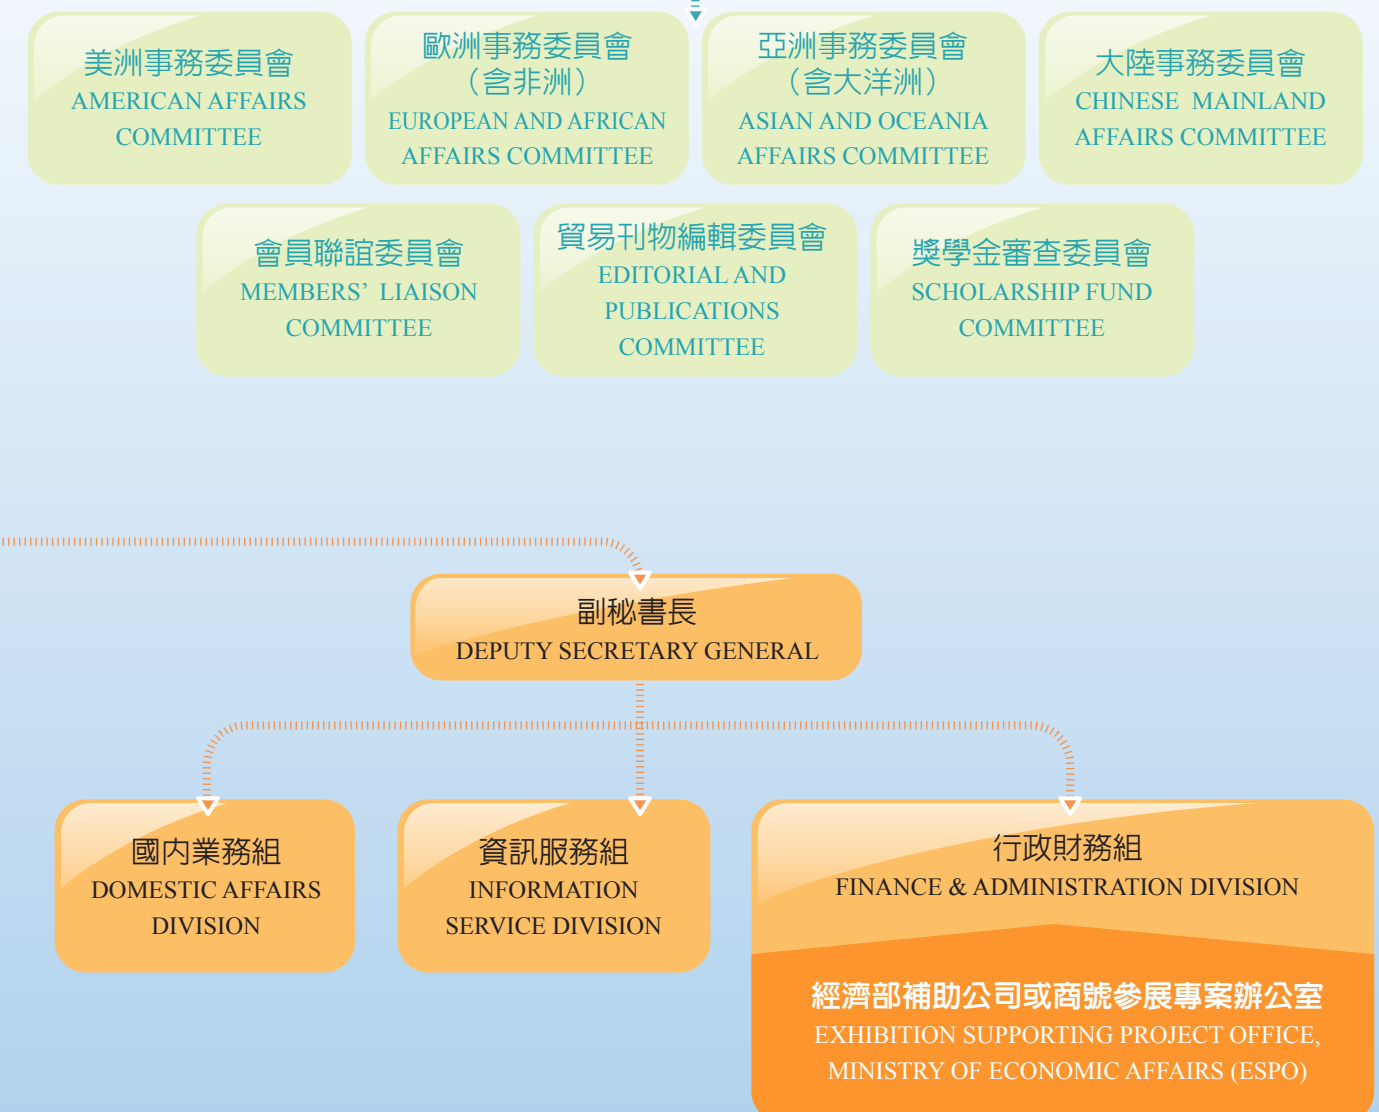 美洲事務委員會
AMERICAN AFFAIRS
COMMITTEE
歐洲事務委員會
（含非洲）
EUROPEAN AND AFRICAN
AFFAIRS COMMITTEE
亞洲事務委員會
（含大洋洲）
ASIAN AND OCEANIA
AFFAIRS COMMITTEE
大陸事務委員會
CHINESE MAINLAND
AFFAIRS COMMITTEE
會員聯誼委員會
MEMBERS’ LIAISON
COMMITTEE
貿易刊物編輯委員會
EDITORIAL AND
PUBLICATIONS
COMMITTEE
獎學金審查委員會
SCHOLARSHIP FUND
COMMITTEE
副秘書長
DEPUTY SECRETARY GENERAL
國內業務組
DOMESTIC AFFAIRS
DIVISION
資訊服務組
INFORMATION
SERVICE DIVISION
行政財務組
FINANCE & ADMINISTRATION DIVISION
經濟部補助公司或商號參展專案辦公室
EXHIBITION SUPPORTING PROJECT OFFICE,
MINISTRY OF ECONOMIC AFFAIRS (ESPO)